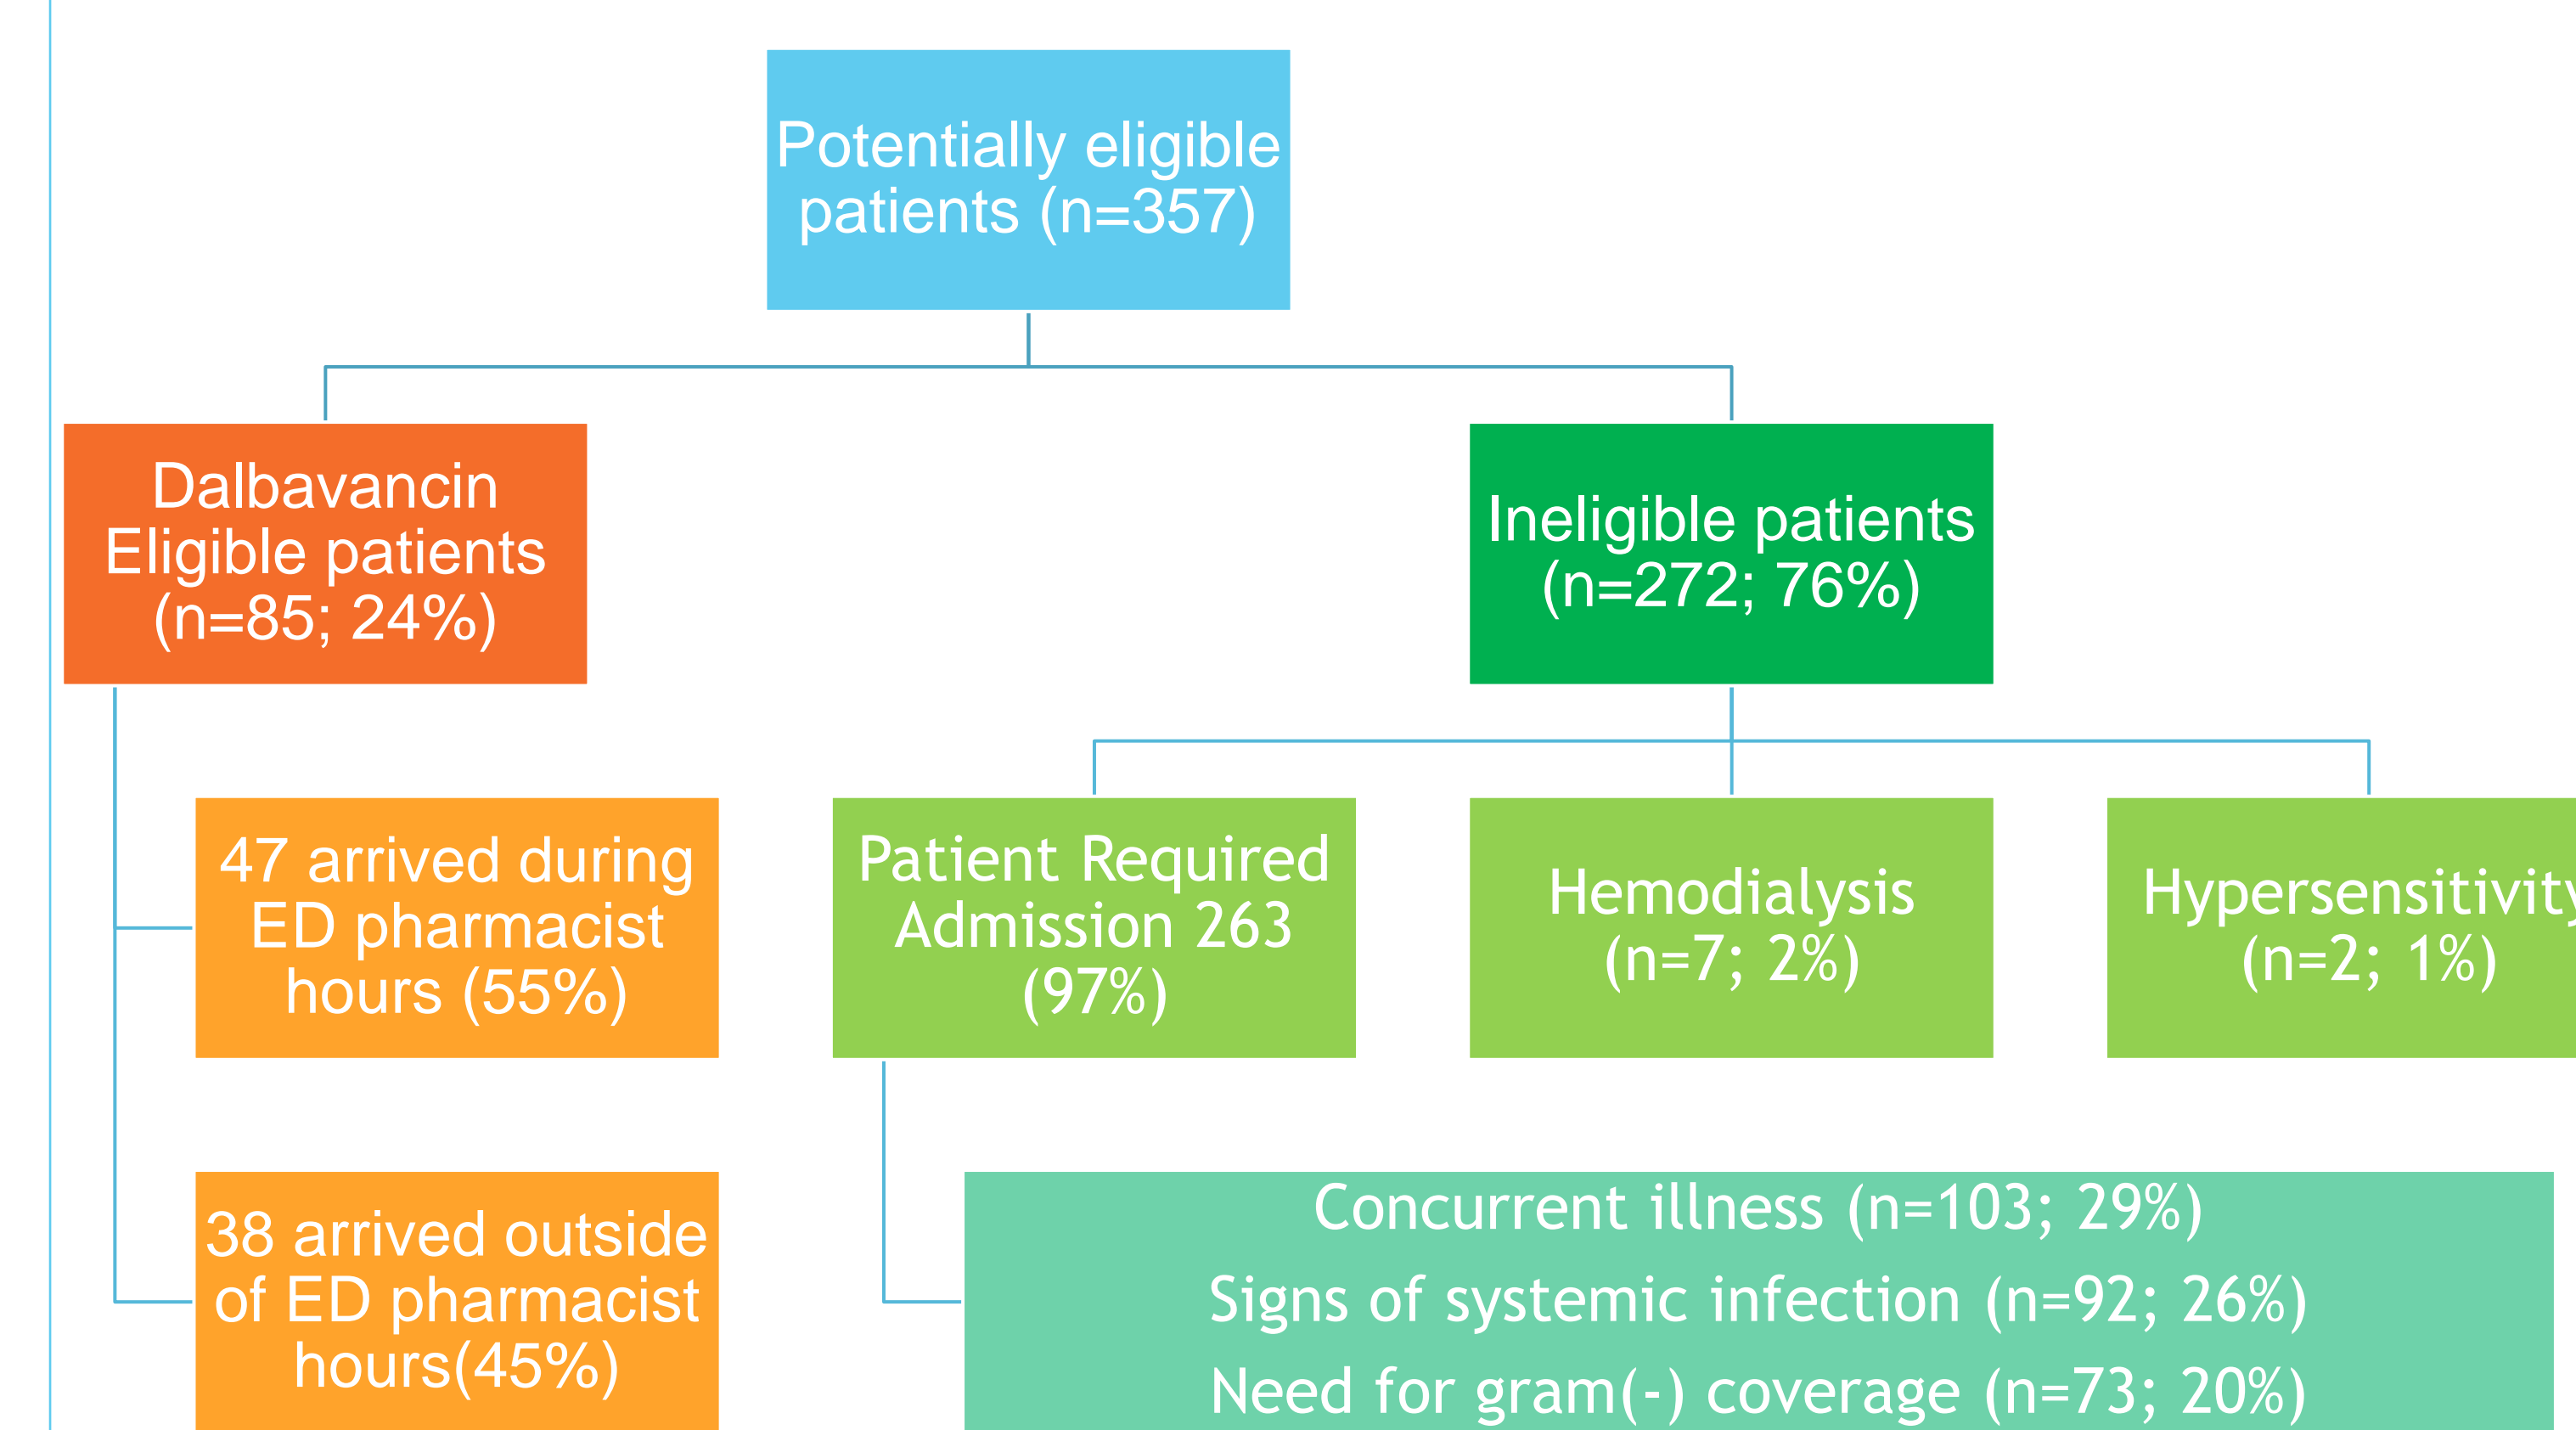 Potentially eligible
patients (n=357)
Dalbavancin
Eligible patients
(n=85; 24%)
Ineligible patients
(n=272; 76%)
47 arrived during
ED pharmacist
hours (55%)
Patient Required
Admission 263
(97%)
Hemodialysis
(n=7; 2%)
Hypersensitivity
(n=2; 1%)
38 arrived outside
of ED pharmacist
hours(45%)
Concurrent illness (n=103; 29%)
Signs of systemic infection (n=92; 26%)
Need for gram(-) coverage (n=73; 20%)